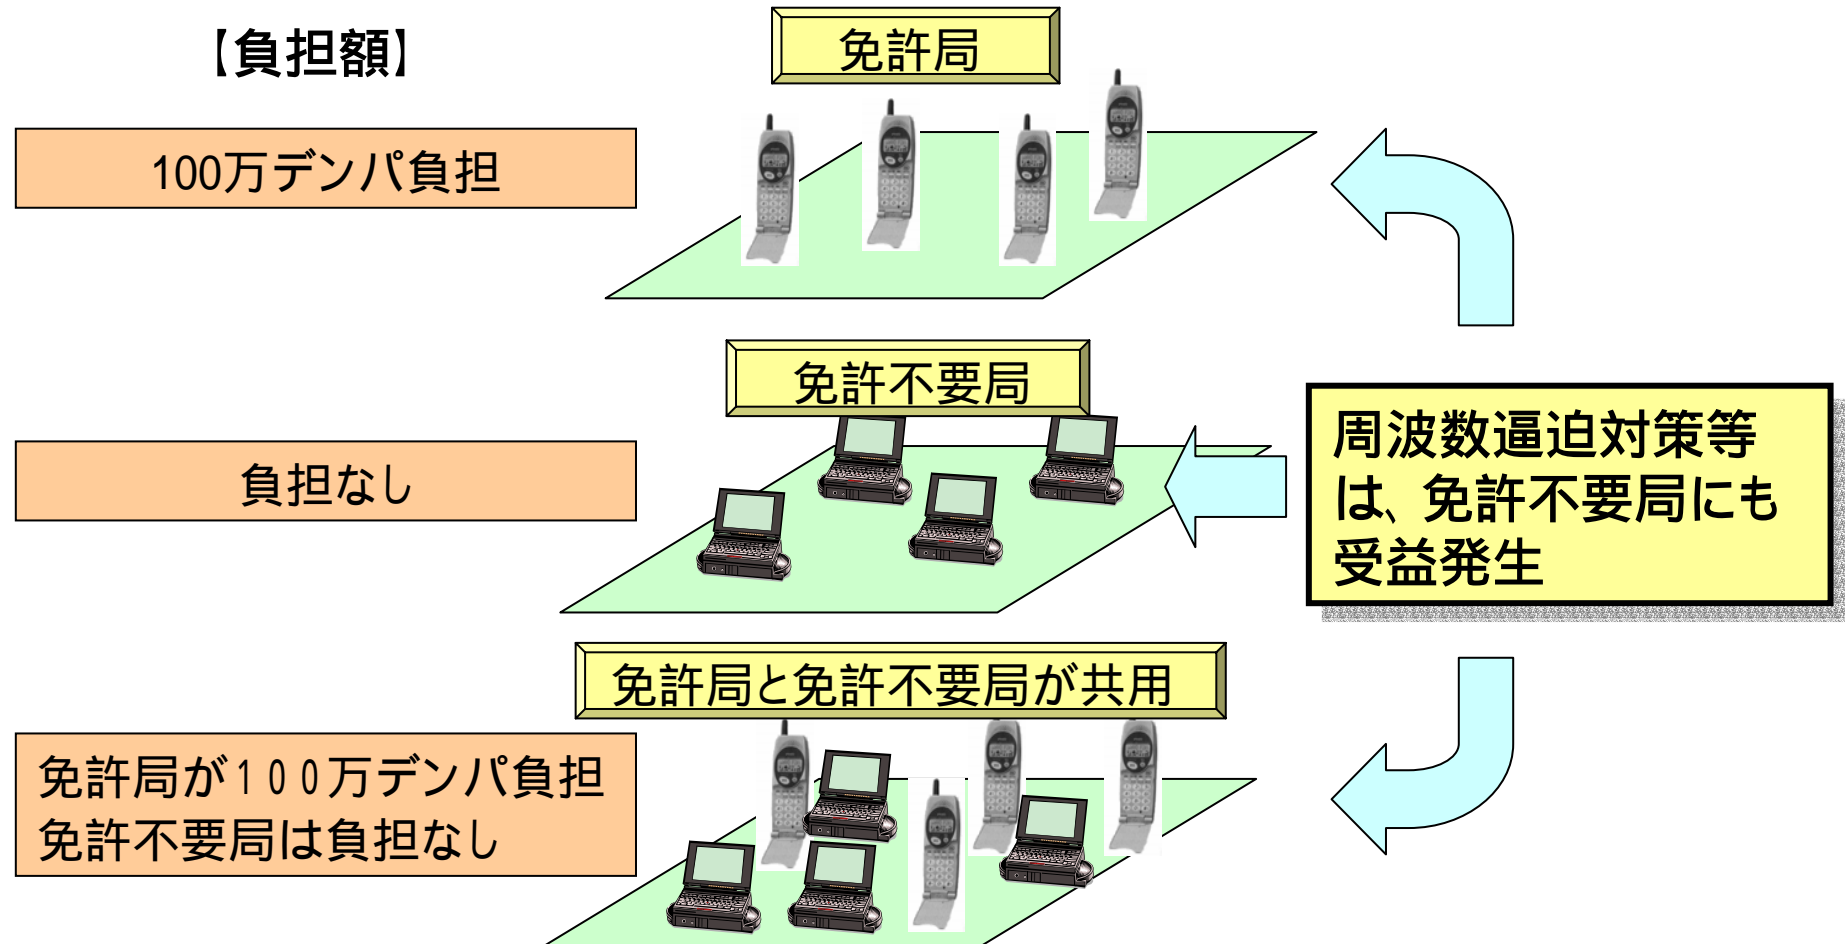 【負担額】
免許局
100万デンパ負担
免許不要局
負担なし
周波数逼迫対策等
は、免許不要局にも
受益発生
免許局と免許不要局が共用
免許局が100万デンパ負担
免許不要局は負担なし